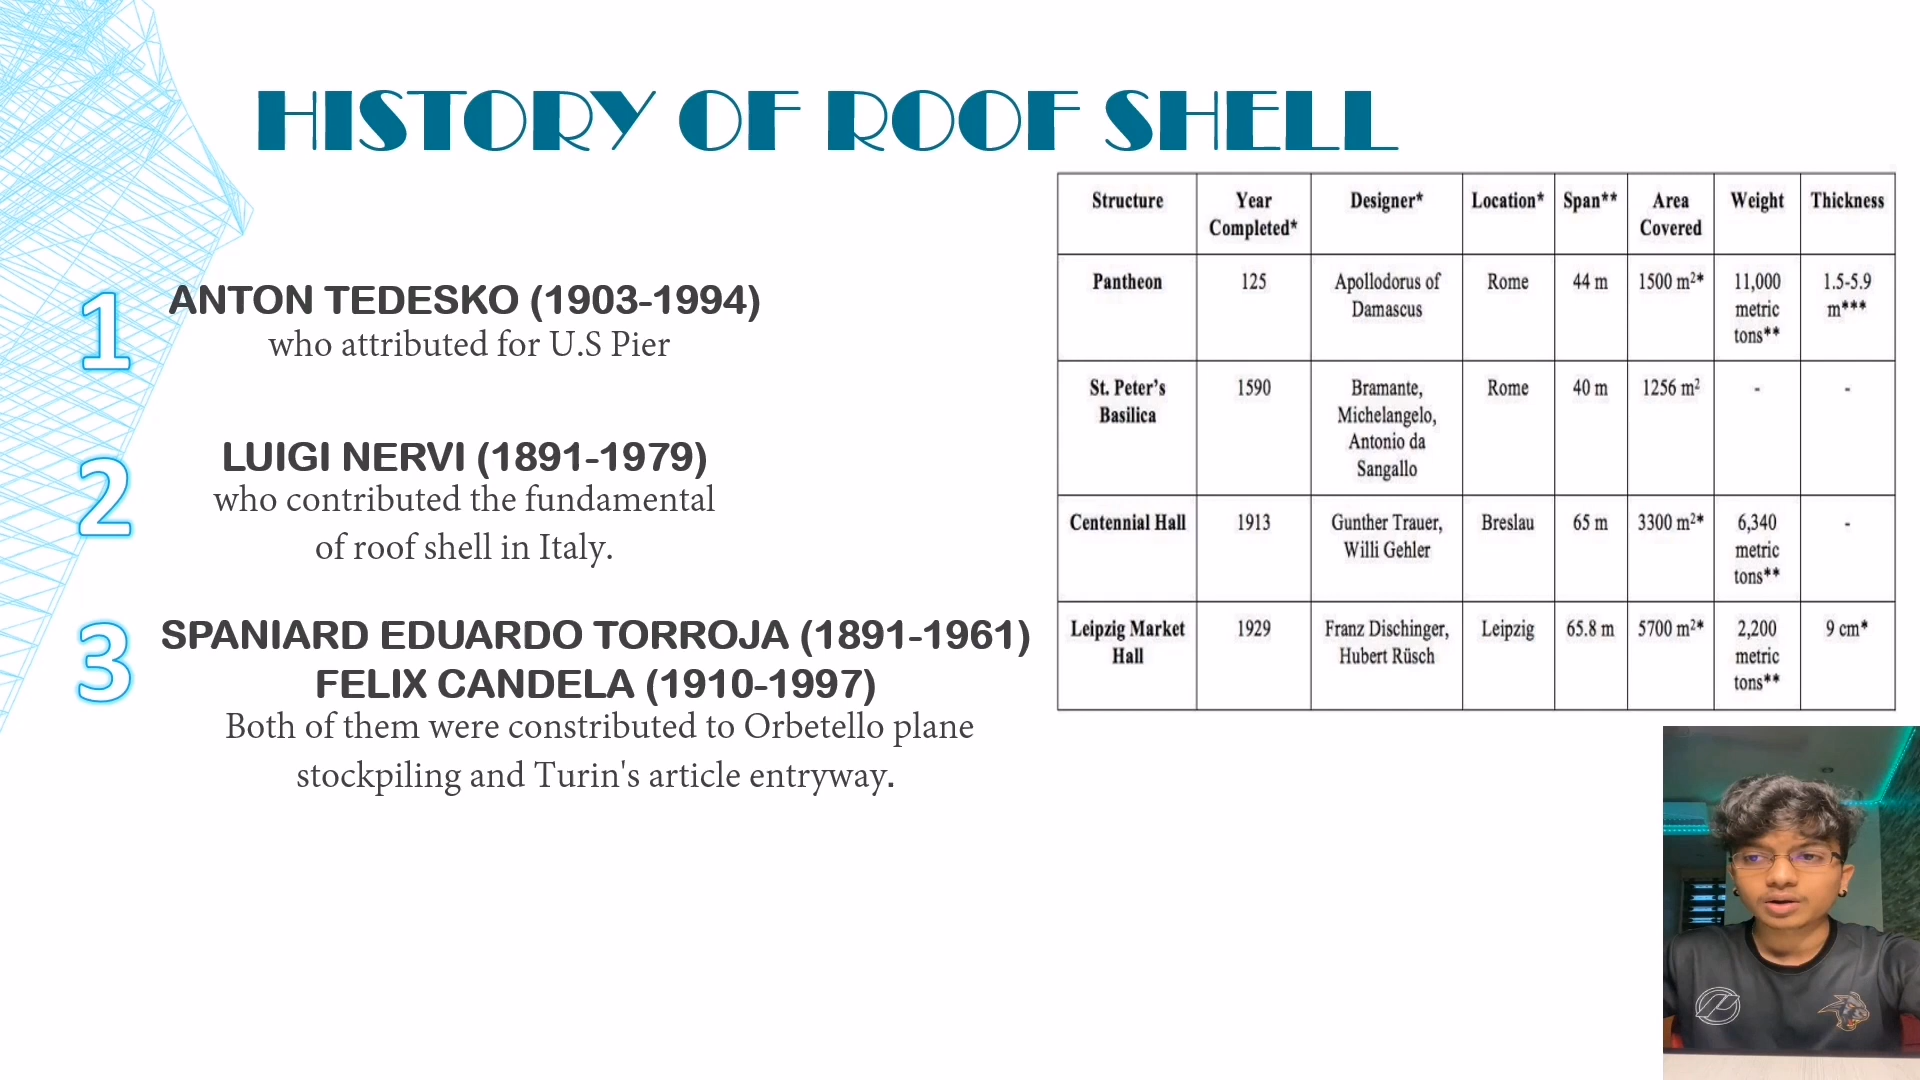 HISTORY OF ROOF SHELL
1
ANTON TEDESKO (1903-1994)
who attributed for U.S Pier
2
LUIGI NERVI (1891-1979)
who contributed the fundamental
of roof shell in Italy.
3
SPANIARD EDUARDO TORROJA (1891-1961)
FELIX CANDELA (1910-1997)
Both of them were constributed to Orbetello plane
stockpiling and Turin's article entryway.
Structure Year Completed* Designer* Location* Span** Area Covered Weight Thickness
Pantheon 125 Apollodorus of Damascus Rome 44 m 1500 m²* 11,000 metric tons** 1.5-5.9 m***
St. Peter's Basilica 1590 Bramante, Michelangelo, Antonio da Sangallo Rome 40 m 1256 m² - -
Centennial Hall 1913 Gunther Trauer, Willi Gehler Breslau 65 m 3300 m²* 6,340 metric tons** -
Leipzig Market Hall 1929 Franz Dischinger, Hubert Rüsch Leipzig 65.8 m 5700 m²* 2,200 metric tons** 9 cm*